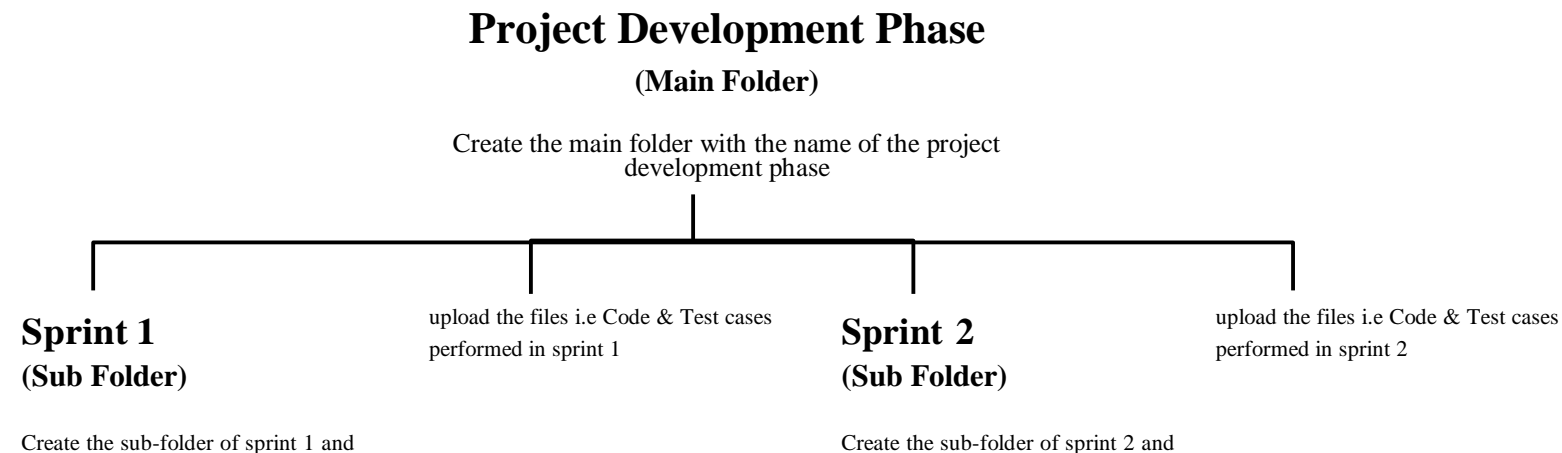 Project Development Phase
(Main Folder)
Create the main folder with the name of the project
development phase
Sprint 1
(Sub Folder)
Create the sub-folder of sprint 1 and
upload the files i.e Code & Test cases
performed in sprint 1
Sprint 2
(Sub Folder)
Create the sub-folder of sprint 2 and
upload the files i.e Code & Test cases
performed in sprint 2